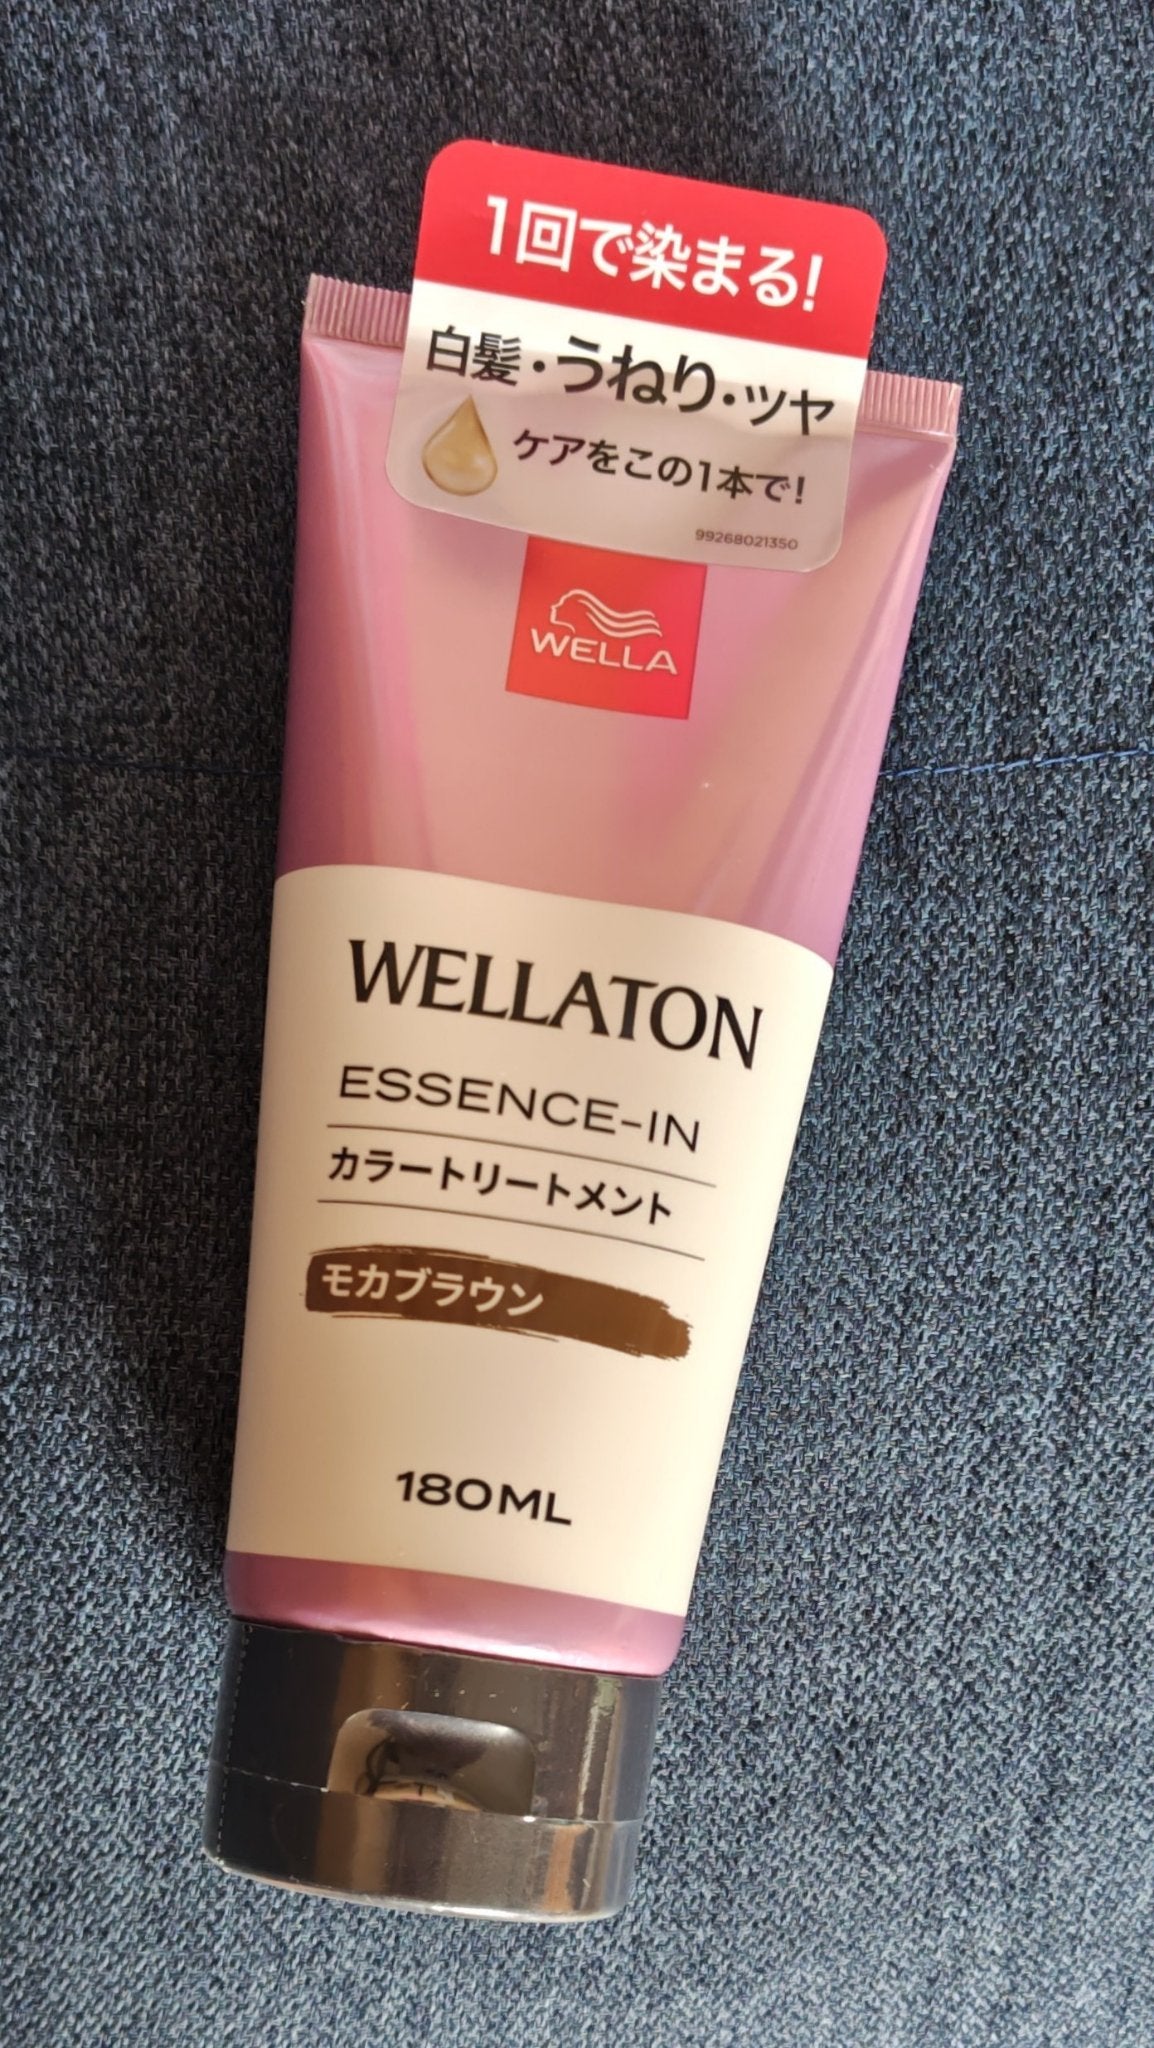 1回で染まる!
白髪・うねり・ツヤ
ケアをこの1本で!
99268021350
WELLA
WELLATON
ESSENCE-IN
カラートリートメント
モカブラウン
180ML